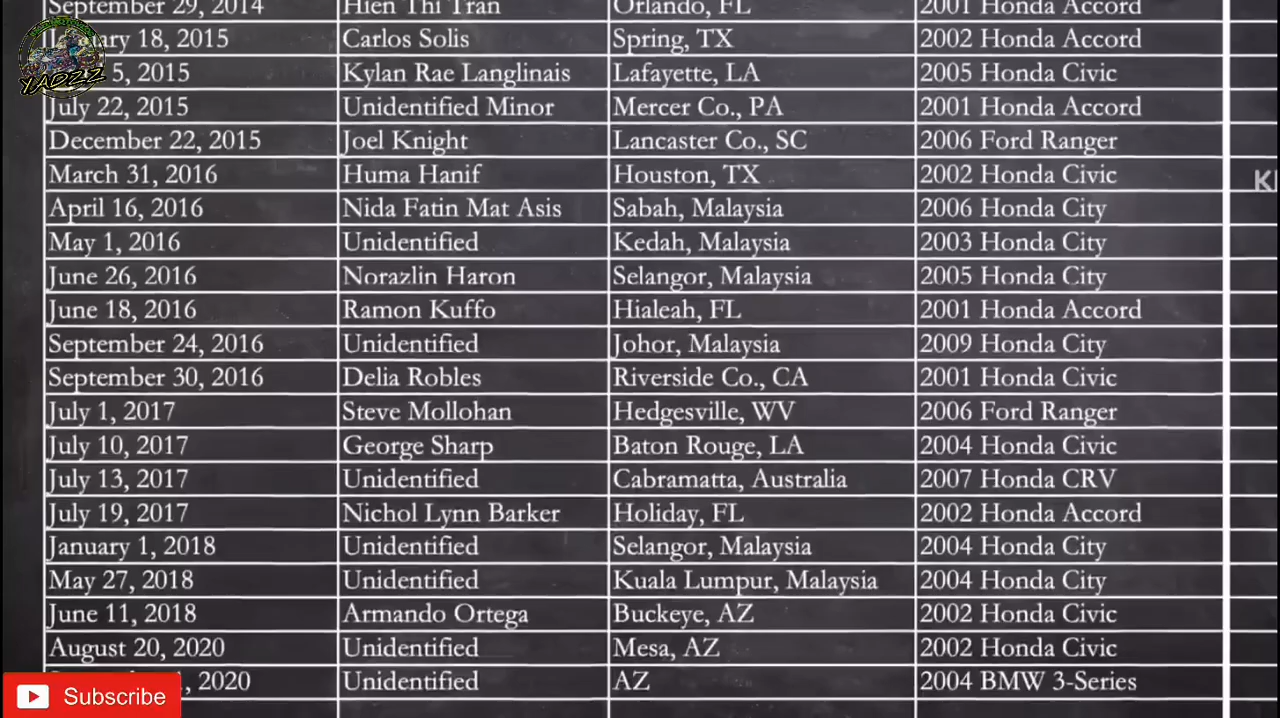 September 29, 2014 Hien Thi Tran Orlando, FL 2001 Honda Accord
18, 2015 Carlos Solis Spring, TX 2002 Honda Accord
5, 2015 Kylan Rae Langlinais Lafayette, LA 2005 Honda Civic
YADZZ
July 22, 2015 Unidentified Minor Mercer Co., PA 2001 Honda Accord
December 22, 2015 Joel Knight Lancaster Co., SC 2006 Ford Ranger
March 31, 2016 Huma Hanif Houston, TX 2002 Honda Civic
April 16, 2016 Nida Fatin Mat Asis Sabah, Malaysia 2006 Honda City
May 1, 2016 Unidentified Kedah, Malaysia 2003 Honda City
June 26, 2016 Norazlin Haron Selangor, Malaysia 2005 Honda City
June 18, 2016 Ramon Kuffo Hialeah, FL 2001 Honda Accord
September 24, 2016 Unidentified Johor, Malaysia 2009 Honda City
September 30, 2016 Delia Robles Riverside Co., CA 2001 Honda Civic
July 1, 2017 Steve Mollohan Hedgesville, WV 2006 Ford Ranger
July 10, 2017 George Sharp Baton Rouge, LA 2004 Honda Civic
July 13, 2017 Unidentified Cabramatta, Australia 2007 Honda CRV
July 19, 2017 Nichol Lynn Barker Holiday, FL 2002 Honda Accord
January 1, 2018 Unidentified Selangor, Malaysia 2004 Honda City
May 27, 2018 Unidentified Kuala Lumpur, Malaysia 2004 Honda City
June 11, 2018 Armando Ortega Buckeye, AZ 2002 Honda Civic
August 20, 2020 Unidentified Mesa, AZ 2002 Honda Civic
, 2020 Unidentified AZ 2004 BMW 3-Series
Subscribe